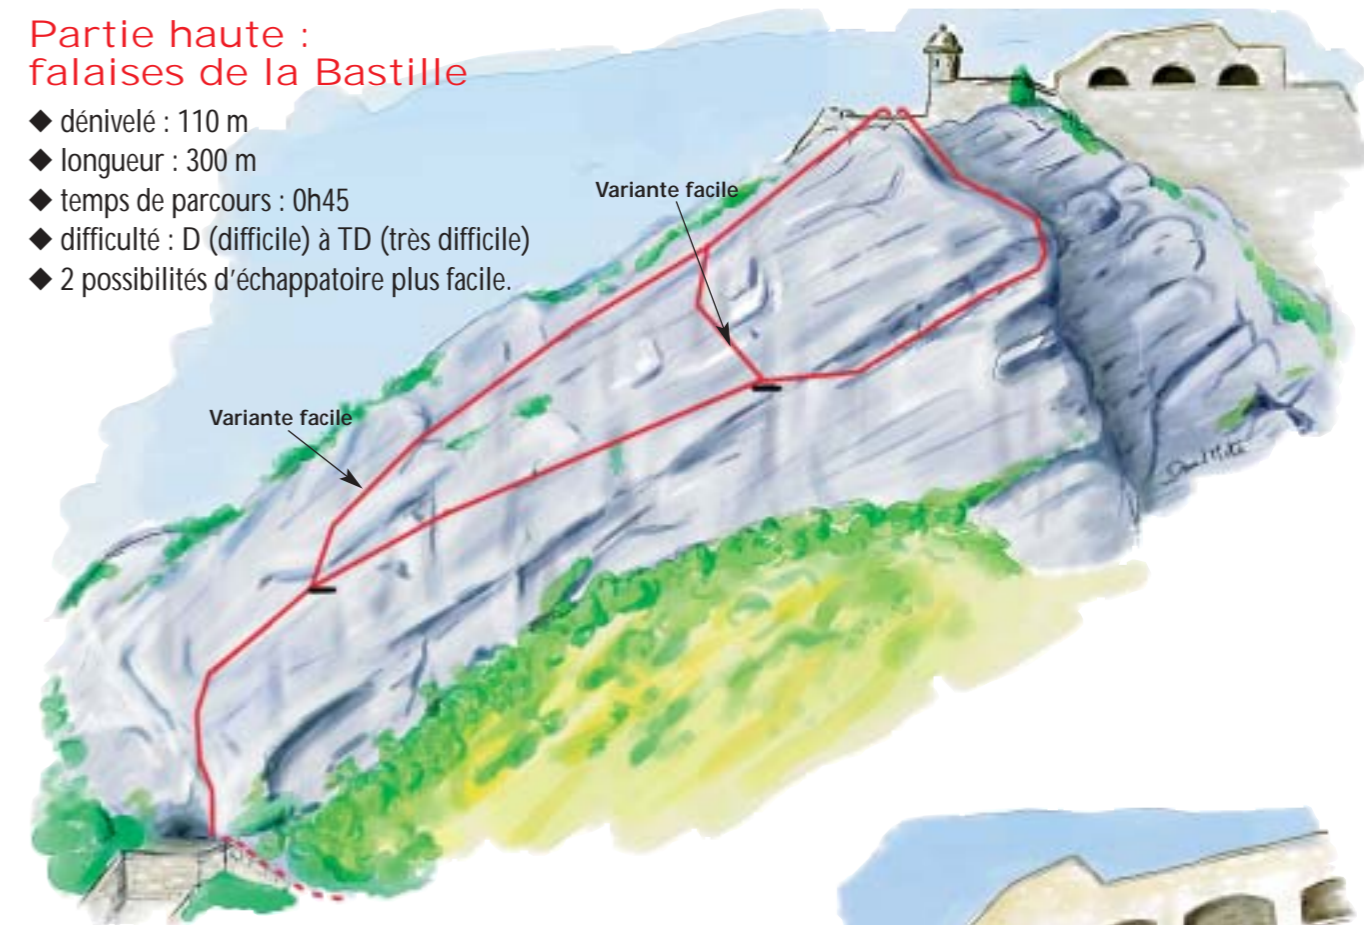 Partie haute :
falaises de la Bastille
◆ dénivelé : 110 m
◆ longueur : 300 m
◆ temps de parcours : 0h45
◆ difficulté : D (difficile) à TD (très difficile)
◆ 2 possibilités d'échappatoire plus facile.
Variante facile
Variante facile